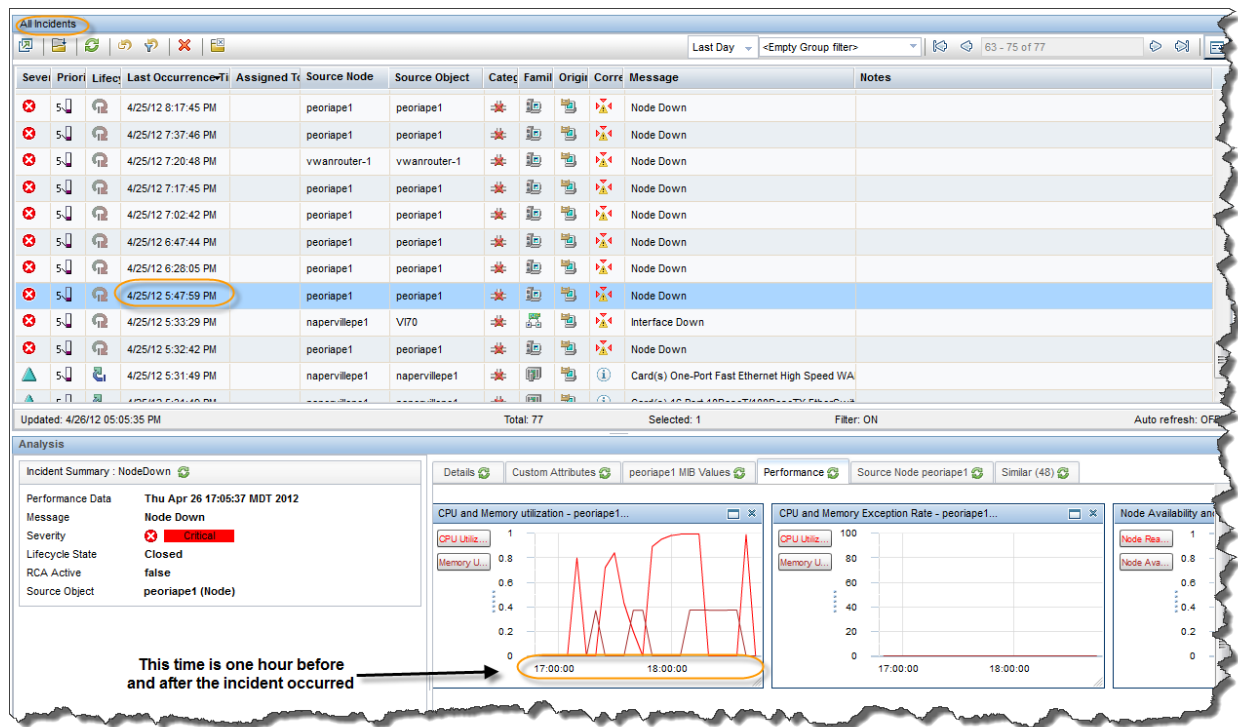 All Incidents
Last Day <Empty Group filter> 63 - 75 of 77
Sever Priori Lifecy Last Occurrence Ti Assigned To Source Node Source Object Categ Famil Origin Corre Message Notes
5 4/25/12 8:17:45 PM peoriape1 peoriape1 Node Down
5 4/25/12 7:37:46 PM peoriape1 peoriape1 Node Down
5 4/25/12 7:20:48 PM vwanrouter-1 vwanrouter-1 Node Down
5 4/25/12 7:17:45 PM peoriape1 peoriape1 Node Down
5 4/25/12 7:02:42 PM peoriape1 peoriape1 Node Down
5 4/25/12 6:47:44 PM peoriape1 peoriape1 Node Down
5 4/25/12 6:28:05 PM peoriape1 peoriape1 Node Down
5 4/25/12 5:47:59 PM peoriape1 peoriape1 Node Down
5 4/25/12 5:33:29 PM napervillepe1 Vl70 Interface Down
5 4/25/12 5:32:42 PM peoriape1 peoriape1 Node Down
5 4/25/12 5:31:49 PM napervillepe1 napervillepe1 Card(s) One-Port Fast Ethernet High Speed WA
Updated: 4/26/12 05:05:35 PM Total: 77 Selected: 1 Filter: ON Auto refresh: OFF
Analysis
Incident Summary : NodeDown
Performance Data Thu Apr 26 17:05:37 MDT 2012
Message Node Down
Severity Critical
Lifecycle State Closed
RCA Active false
Source Object peoriape1 (Node)
This time is one hour before
and after the incident occurred
Details Custom Attributes peoriape1 MIB Values Performance Source Node peoriape1 Similar (48)
CPU and Memory utilization - peoriape1...
CPU Utiliz...
Memory U...
1
0.8
0.6
0.4
0.2
0
17:00:00 18:00:00
CPU and Memory Exception Rate - peoriape1...
CPU Utiliz...
Memory U...
100
80
60
40
20
0
17:00:00 18:00:00
Node Availability and
Node Rea...
Node Ava...
1
0.8
0.6
0.4
0.2
0